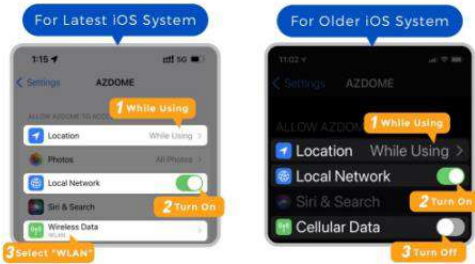 For Latest iOS System
1:15
5G
Settings
AZDOME
ALLOW AZDOME TO ACCESS
1 While Using
Location
While Using >
Photos
All Photos >
Local Network
Siri & Search
2 Turn On
Wireless Data
WLAN
3 Select "WLAN"
For Older iOS System
11:02
Settings
AZDOME
ALLOW AZDOM
1 While Using
Location
While Using >
Local Network
Siri & Search
2 Turn On
Cellular Data
3 Turn Off